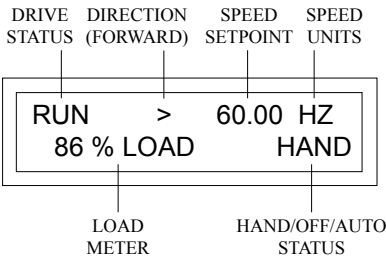 DRIVE DIRECTION SPEED SPEED
STATUS (FORWARD) SETPOINT UNITS
RUN > 60.00 HZ
86 % LOAD HAND
LOAD HAND/OFF/AUTO
METER STATUS